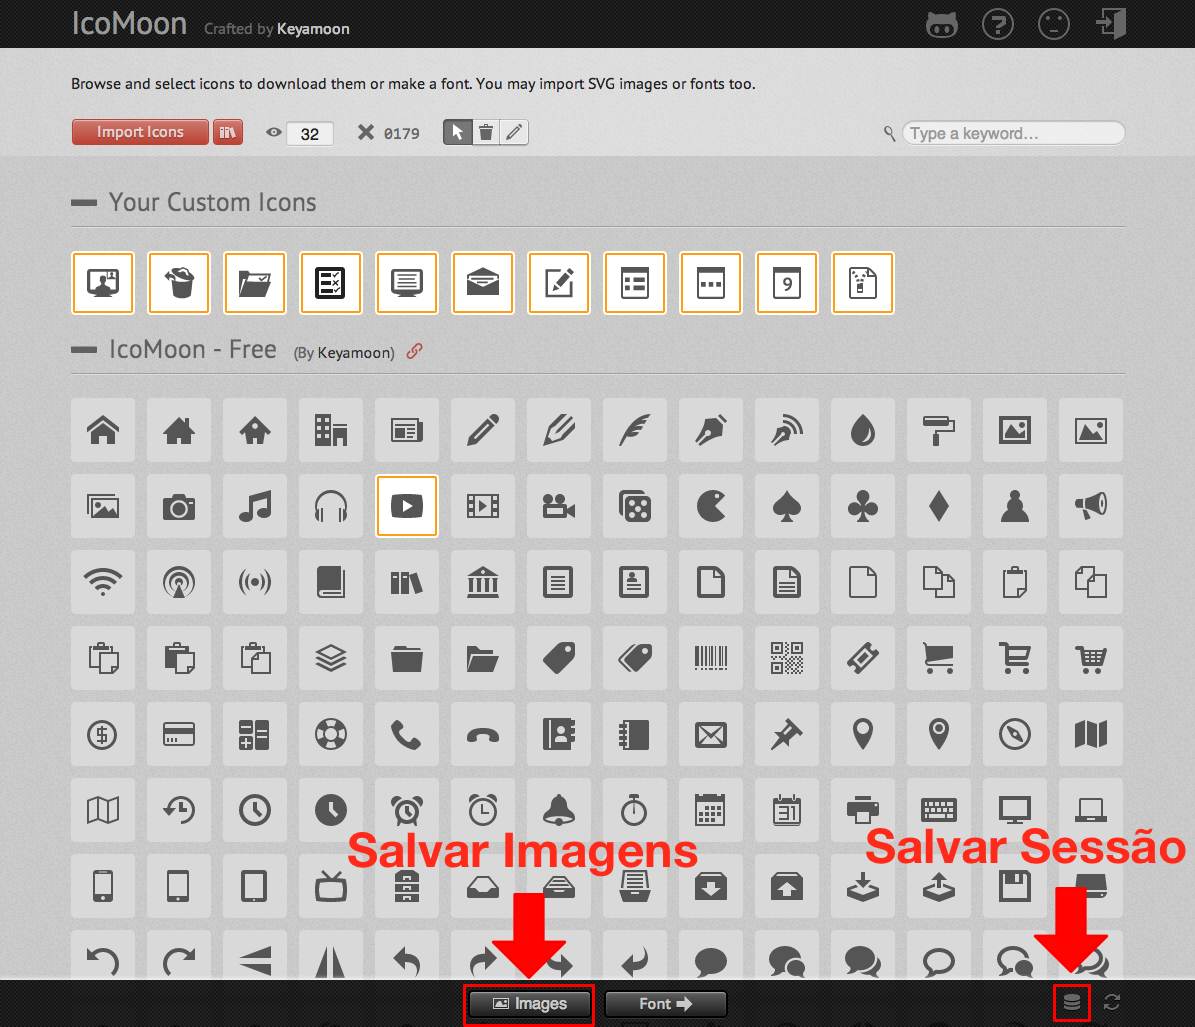 IcoMoon Crafted by Keyamoon
Browse and select icons to download them or make a font. You may import SVG images or fonts too.
Import Icons 32 0179 Type a keyword...
Your Custom Icons
9
IcoMoon - Free (By Keyamoon)
31
Salvar Imagens Salvar Sessão
Images Font